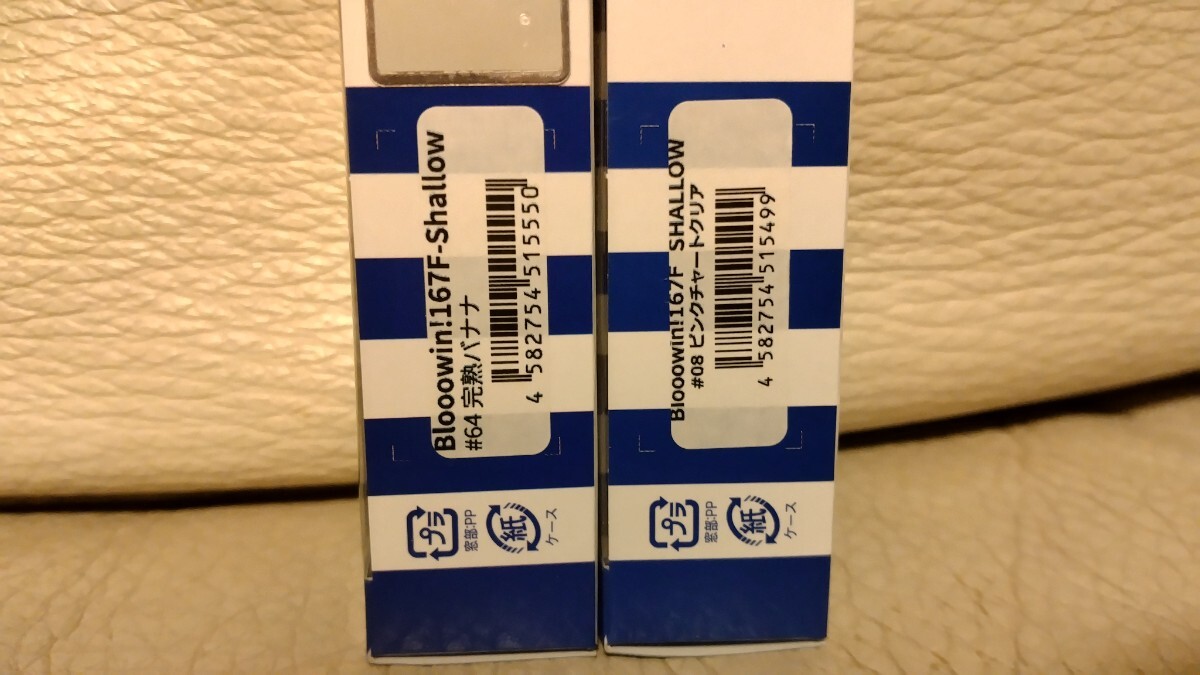 Blooowin!167F-Shallow
#64 完熟バナナ
4 582754 515550
プラ
窓部:PP
紙
ケース
Blooowin!167F SHALLOW
#08 ピンクチャートクリア
4 582754 515499
プラ
窓部:PP
紙
ケース